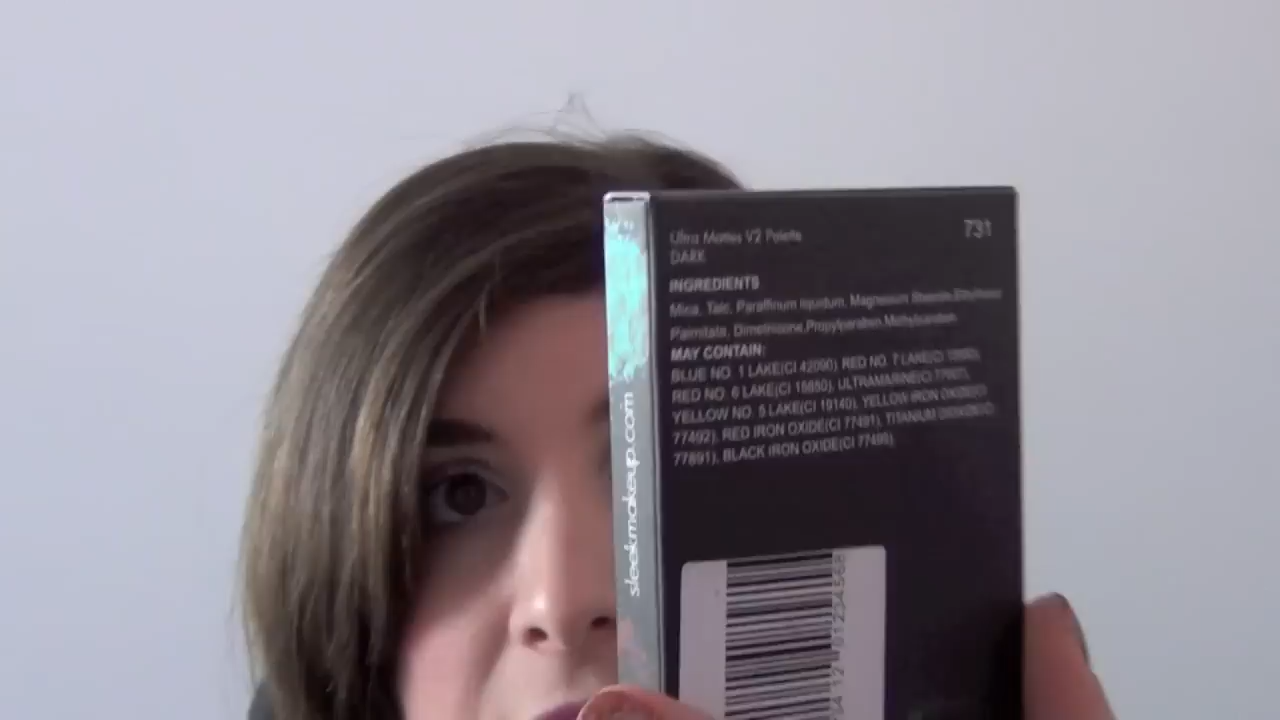 Ultra Mattes V2 Palette
731
DARK
INGREDIENTS
Mica, Talc, Paraffinum liquidum, Magnesium Stearate,Ethylhexyl
Palmitate, Dimethicone,Propylparaben,Methylparaben
MAY CONTAIN:
BLUE NO. 1 LAKE(CI 42090), RED NO. 7 LAKE(CI
RED NO. 6 LAKE(CI 15850), ULTRAMARINE(CI 77007),
YELLOW NO. 5 LAKE(CI 19140), YELLOW IRON OXIDE(CI
77492), RED IRON OXIDE(CI 77491), TITANIUM DIOXIDE(CI
77891), BLACK IRON OXIDE(CI 77499)
sleekmakeup.com